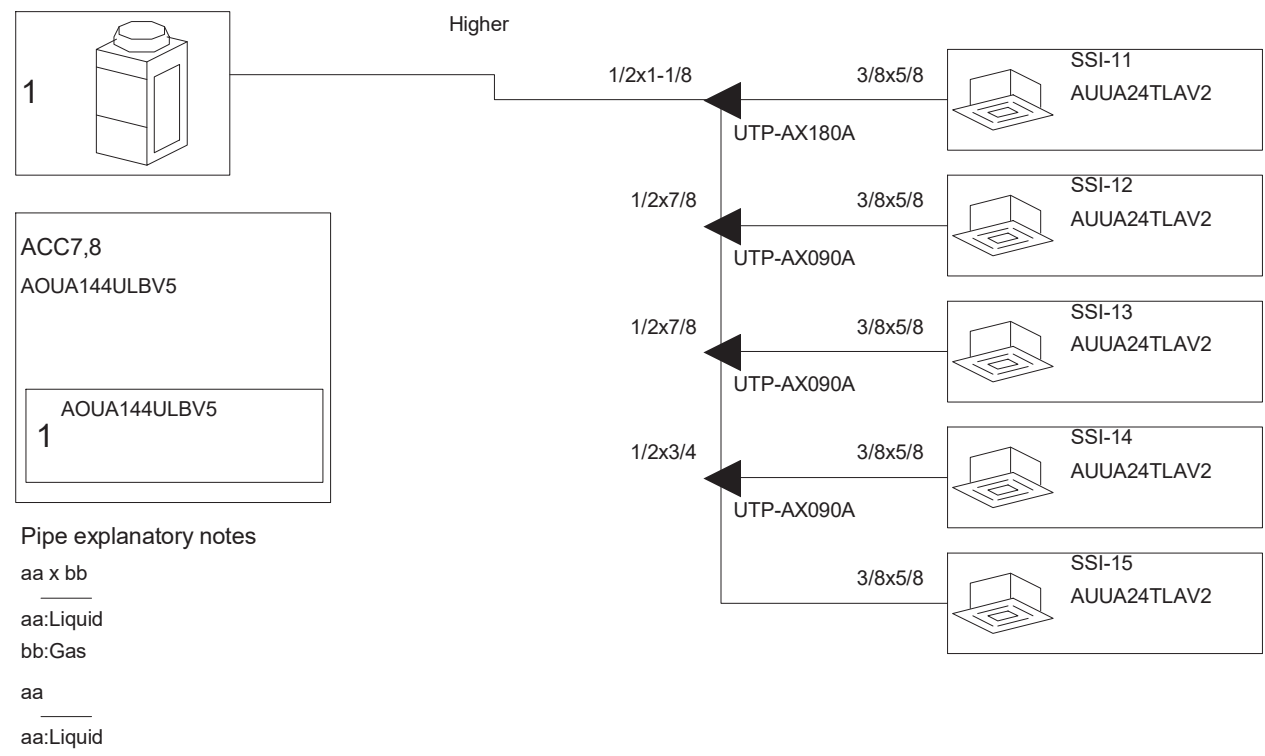 Higher
1
1/2x1-1/8
3/8x5/8
UTP-AX180A
SSI-11
AUUA24TLAV2
1/2x7/8
3/8x5/8
UTP-AX090A
SSI-12
AUUA24TLAV2
1/2x7/8
3/8x5/8
UTP-AX090A
SSI-13
AUUA24TLAV2
1/2x3/4
3/8x5/8
UTP-AX090A
SSI-14
AUUA24TLAV2
3/8x5/8
SSI-15
AUUA24TLAV2
ACC7,8
AOUA144ULBV5
AOUA144ULBV5
1
Pipe explanatory notes
aa x bb
aa:Liquid
bb:Gas
aa
aa:Liquid